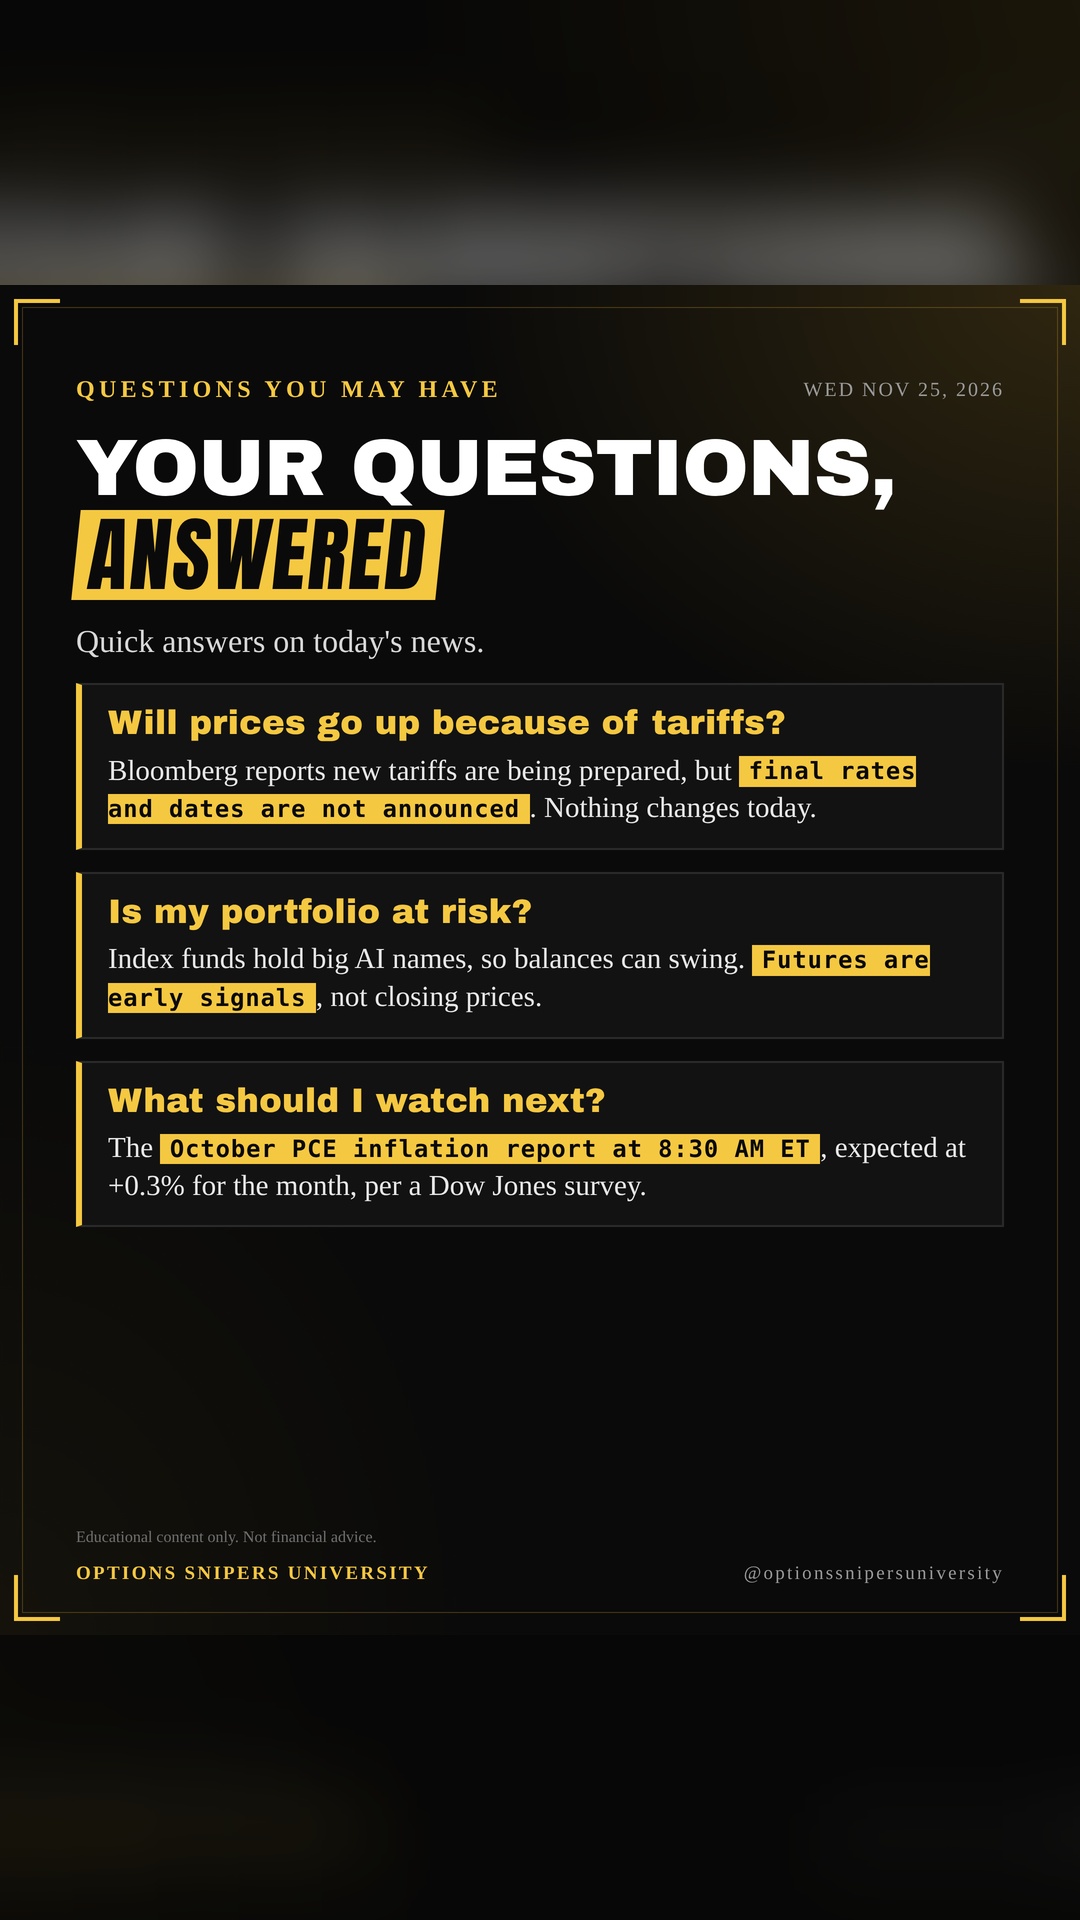 QUESTIONS YOU MAY HAVE
WED NOV 25, 2026
YOUR QUESTIONS,
ANSWERED
Quick answers on today's news.
Will prices go up because of tariffs?
Bloomberg reports new tariffs are being prepared, but final rates
and dates are not announced. Nothing changes today.
Is my portfolio at risk?
Index funds hold big AI names, so balances can swing. Futures are
early signals, not closing prices.
What should I watch next?
The October PCE inflation report at 8:30 AM ET, expected at
+0.3% for the month, per a Dow Jones survey.
Educational content only. Not financial advice.
OPTIONS SNIPERS UNIVERSITY
@optionssnipersuniversity